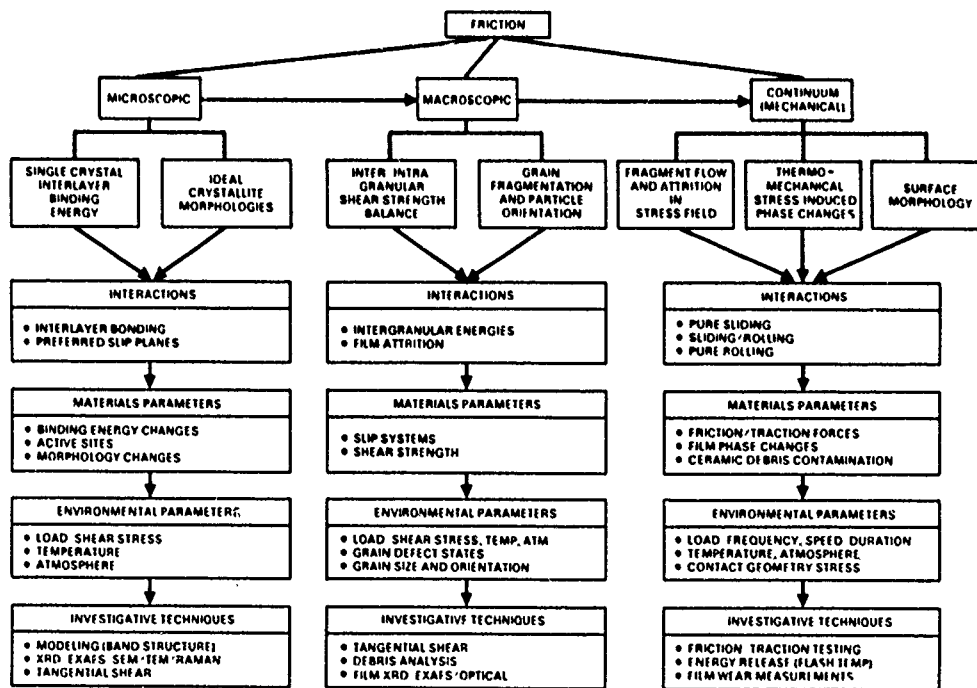 FRICTION
MICROSCOPIC
MACROSCOPIC
CONTINUUM
(MECHANICAL)
SINGLE CRYSTAL
INTERLAYER
BINDING
ENERGY
IDEAL
CRYSTALLITE
MORPHOLOGIES
INTER INTRA
GRANULAR
SHEAR STRENGTH
BALANCE
GRAIN
FRAGMENTATION
AND PARTICLE
ORIENTATION
FRAGMENT FLOW
AND ATTRITION
IN
STRESS FIELD
THERMO-
MECHANICAL
STRESS INDUCED
PHASE CHANGES
SURFACE
MORPHOLOGY
INTERACTIONS
● INTERLAYER BONDING
● PREFERRED SLIP PLANES
MATERIALS PARAMETERS
● BINDING ENERGY CHANGES
● ACTIVE SITES
● MORPHOLOGY CHANGES
ENVIRONMENTAL PARAMETERS
● LOAD SHEAR STRESS
● TEMPERATURE
● ATMOSPHERE
INVESTIGATIVE TECHNIQUES
● MODELING (BAND STRUCTURE)
● XRD EXAFS SEM/TEM/RAMAN
● TANGENTIAL SHEAR
INTERACTIONS
● INTERGRANULAR ENERGIES
● FILM ATTRITION
MATERIALS PARAMETERS
● SLIP SYSTEMS
● SHEAR STRENGTH
ENVIRONMENTAL PARAMETERS
● LOAD SHEAR STRESS, TEMP, ATM
● GRAIN DEFECT STATES
● GRAIN SIZE AND ORIENTATION
INVESTIGATIVE TECHNIQUES
● TANGENTIAL SHEAR
● DEBRIS ANALYSIS
● FILM XRD EXAFS/OPTICAL
INTERACTIONS
● PURE SLIDING
● SLIDING/ROLLING
● PURE ROLLING
MATERIALS PARAMETERS
● FRICTION/TRACTION FORCES
● FILM PHASE CHANGES
● CERAMIC DEBRIS CONTAMINATION
ENVIRONMENTAL PARAMETERS
● LOAD FREQUENCY, SPEED DURATION
● TEMPERATURE, ATMOSPHERE
● CONTACT GEOMETRY STRESS
INVESTIGATIVE TECHNIQUES
● FRICTION TRACTION TESTING
● ENERGY RELEASE (FLASH TEMP)
● FILM WEAR MEASUREMENTS